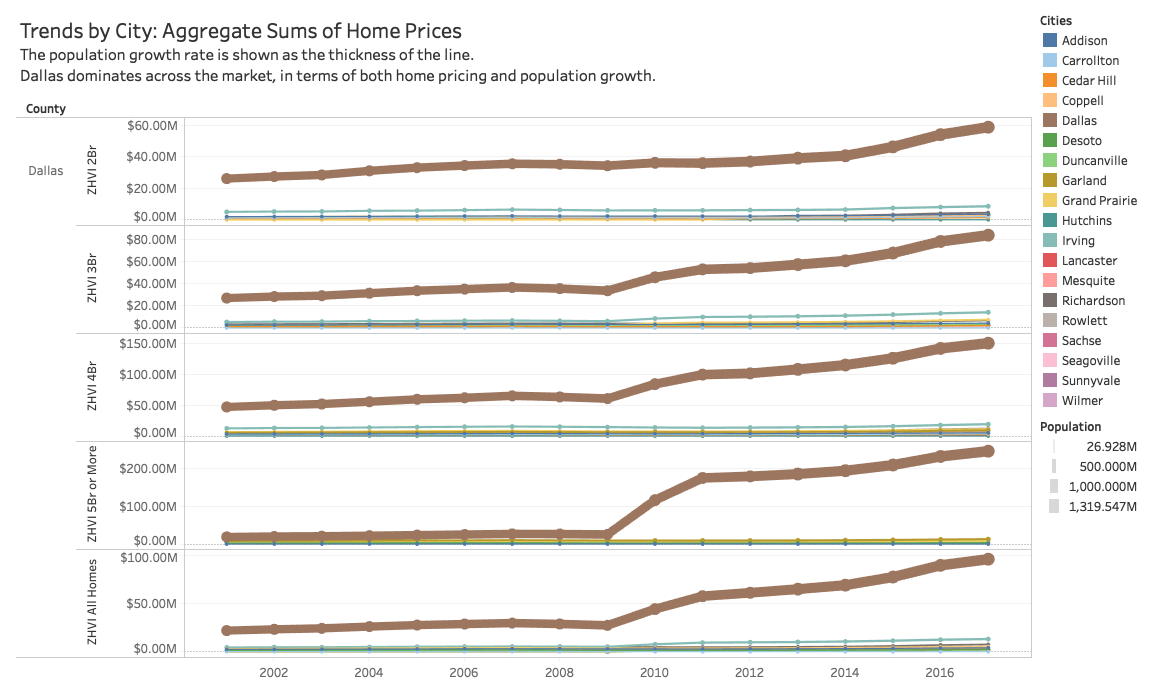 Trends by City: Aggregate Sums of Home Prices
The population growth rate is shown as the thickness of the line.
Dallas dominates across the market, in terms of both home pricing and population growth.
County
Dallas
ZHVI 2Br
$60.00M
$40.00M
$20.00M
$0.00M
ZHVI 3Br
$80.00M
$60.00M
$40.00M
$20.00M
$0.00M
ZHVI 4Br
$150.00M
$100.00M
$50.00M
$0.00M
ZHVI 5Br or More
$200.00M
$100.00M
$0.00M
ZHVI All Homes
$100.00M
$50.00M
$0.00M
2002 2004 2006 2008 2010 2012 2014 2016
Cities
Addison
Carrollton
Cedar Hill
Coppell
Dallas
Desoto
Duncanville
Garland
Grand Prairie
Hutchins
Irving
Lancaster
Mesquite
Richardson
Rowlett
Sachse
Seagoville
Sunnyvale
Wilmer
Population
26.928M
500.000M
1,000.000M
1,319.547M